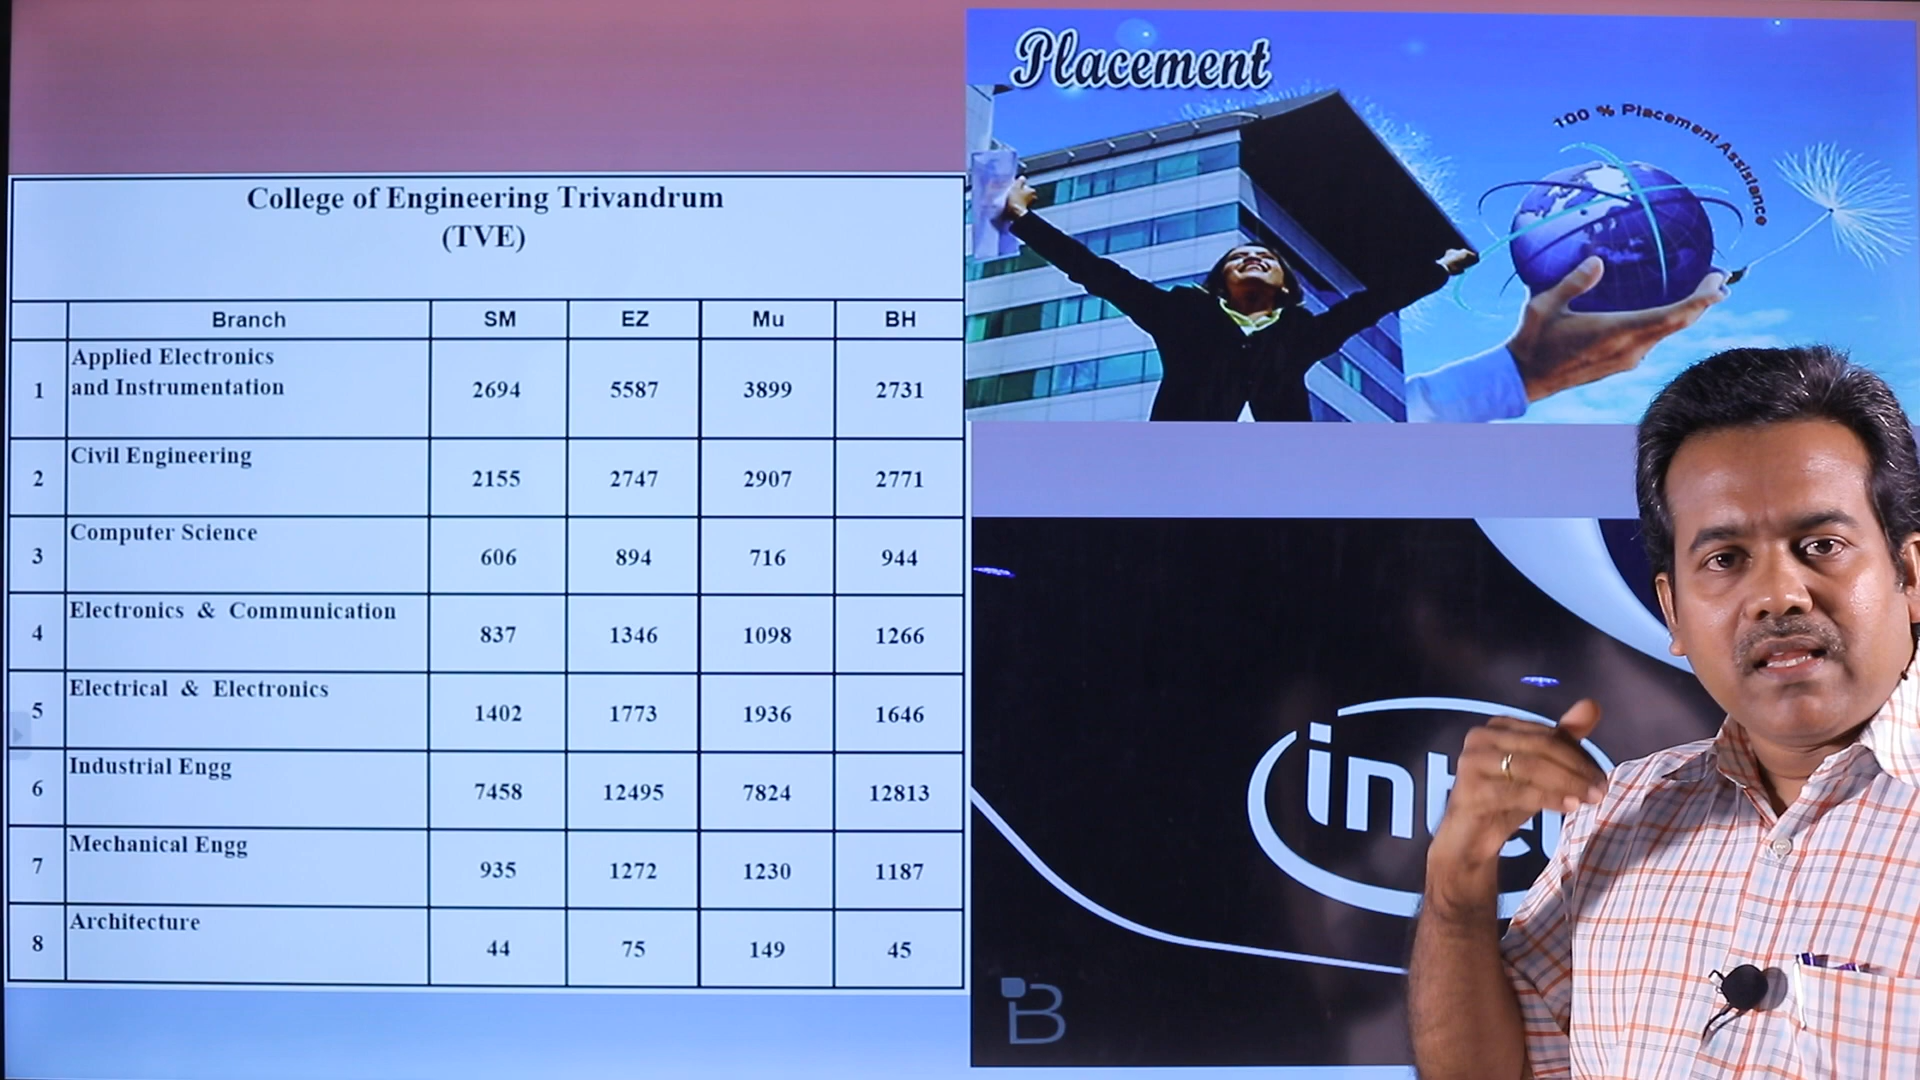 College of Engineering Trivandrum
(TVE)
Branch SM EZ Mu BH
1 Applied Electronics
and Instrumentation 2694 5587 3899 2731
2 Civil Engineering 2155 2747 2907 2771
3 Computer Science 606 894 716 944
4 Electronics & Communication 837 1346 1098 1266
5 Electrical & Electronics 1402 1773 1936 1646
6 Industrial Engg 7458 12495 7824 12813
7 Mechanical Engg 935 1272 1230 1187
8 Architecture 44 75 149 45
Placement
100 % Placement Assistance
intel
B